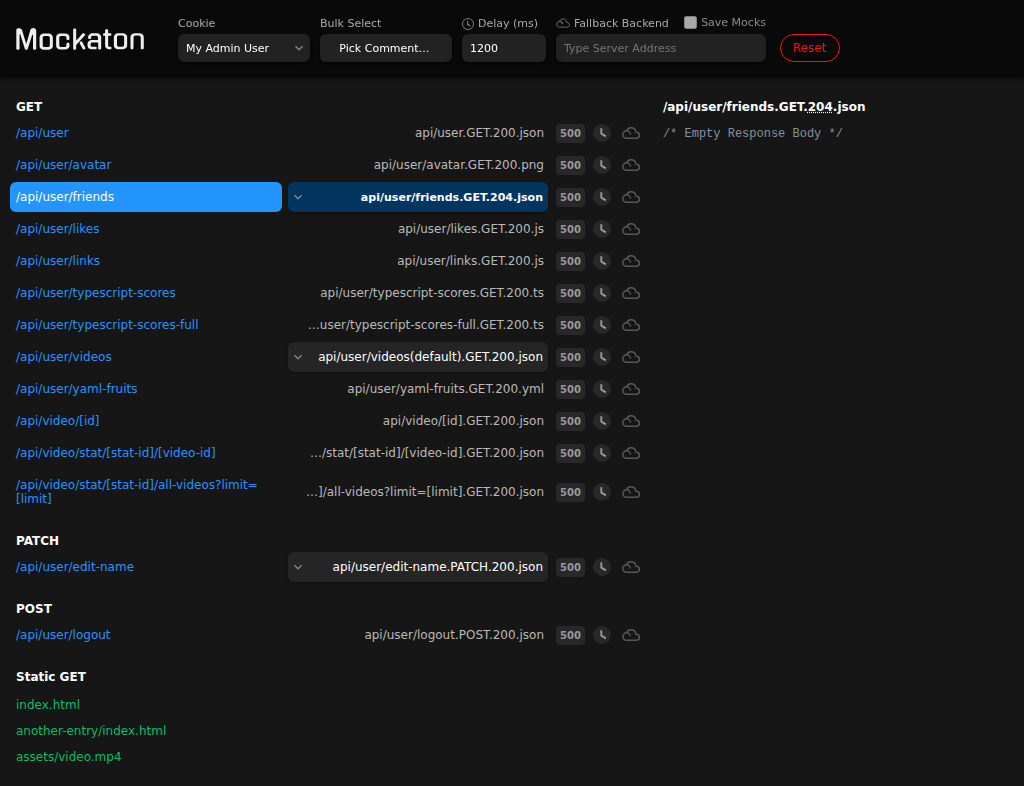 Mockaton
Cookie
My Admin User
Bulk Select
Pick Comment...
Delay (ms)
1200
Fallback Backend
Save Mocks
Type Server Address
Reset
GET
/api/user api/user.GET.200.json 500
/api/user/avatar api/user/avatar.GET.200.png 500
/api/user/friends api/user/friends.GET.204.json 500
/api/user/likes api/user/likes.GET.200.js 500
/api/user/links api/user/links.GET.200.js 500
/api/user/typescript-scores api/user/typescript-scores.GET.200.ts 500
/api/user/typescript-scores-full ...user/typescript-scores-full.GET.200.ts 500
/api/user/videos api/user/videos(default).GET.200.json 500
/api/user/yaml-fruits api/user/yaml-fruits.GET.200.yml 500
/api/video/[id] api/video/[id].GET.200.json 500
/api/video/stat/[stat-id]/[video-id] .../stat/[stat-id]/[video-id].GET.200.json 500
/api/video/stat/[stat-id]/all-videos?limit=
[limit]
...]/all-videos?limit=[limit].GET.200.json 500
PATCH
/api/user/edit-name api/user/edit-name.PATCH.200.json 500
POST
/api/user/logout api/user/logout.POST.200.json 500
Static GET
index.html
another-entry/index.html
assets/video.mp4
/api/user/friends.GET.204.json
/* Empty Response Body */